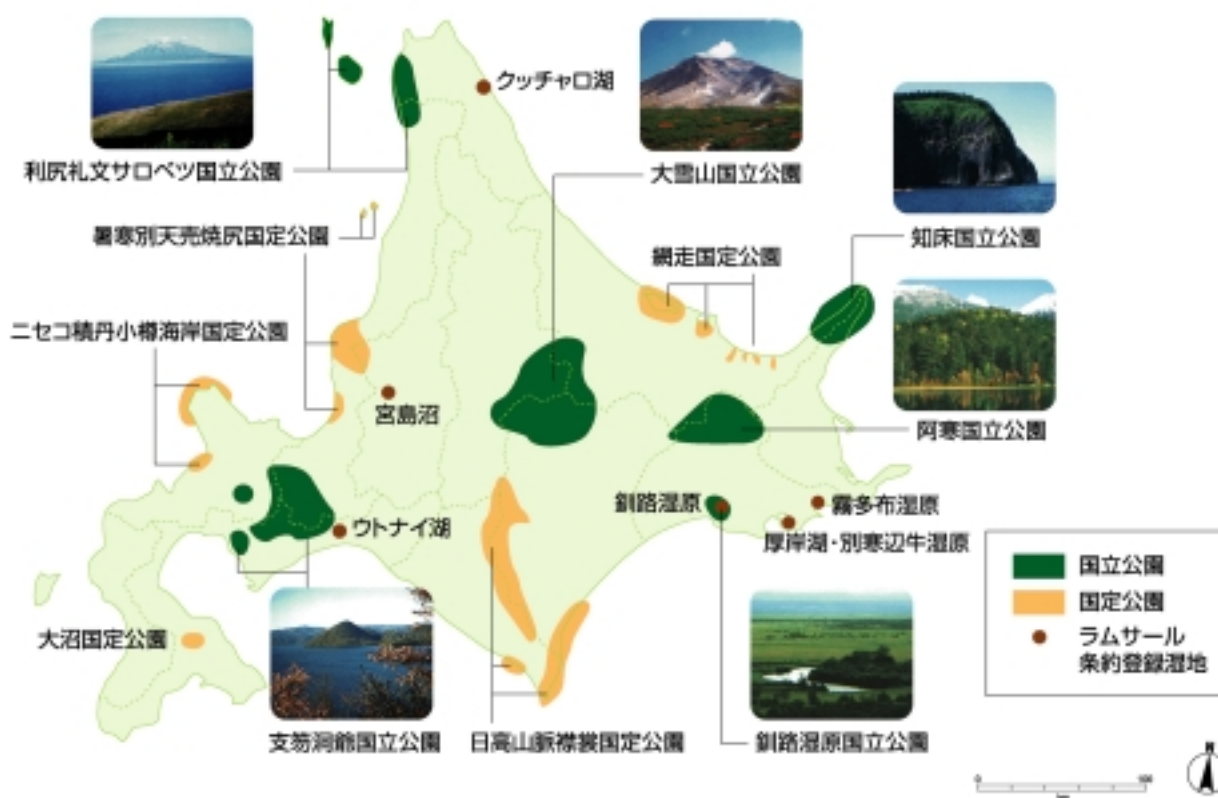 クッチャロ湖
利尻礼文サロベツ国立公園
大雪山国立公園
暑寒別天売焼尻国定公園
知床国立公園
網走国定公園
ニセコ積丹小樽海岸国定公園
宮島沼
阿寒国立公園
釧路湿原
霧多布湿原
ウトナイ湖
厚岸湖・別寒辺牛湿原
国立公園
国定公園
ラムサール
条約登録湿地
大沼国定公園
支笏洞爺国立公園
日高山脈襟裳国定公園
釧路湿原国立公園
N
0
100
km